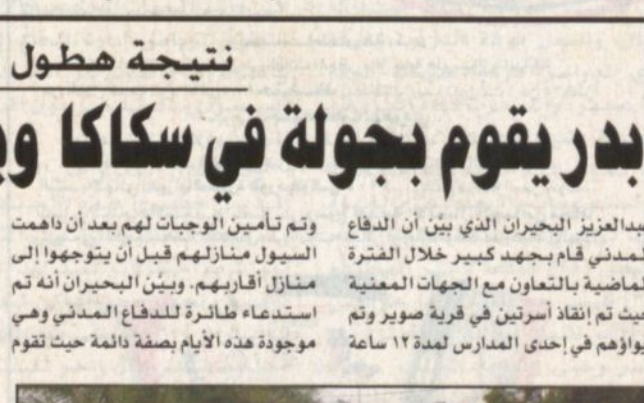 نتيجة هطول
بدر يقوم بجولة في سكاكا
عبدالعزيز البحيران الذي بيّن أن الدفاع
المدني قام بجهد كبير خلال الفترة
الماضية بالتعاون مع الجهات المعنية
حيث تم إنقاذ أسرتين في قرية صوير وتم
إيواؤهم في إحدى المدارس لمدة ١٢ ساعة
وتم تأمين الوجبات لهم بعد أن داهمت
السيول منازلهم قبل أن يتوجهوا إلى
منازل أقاربهم. وبيّن البحيران أنه تم
استدعاء طائرة للدفاع المدني وهي
موجودة هذه الأيام بصفة دائمة حيث تقوم